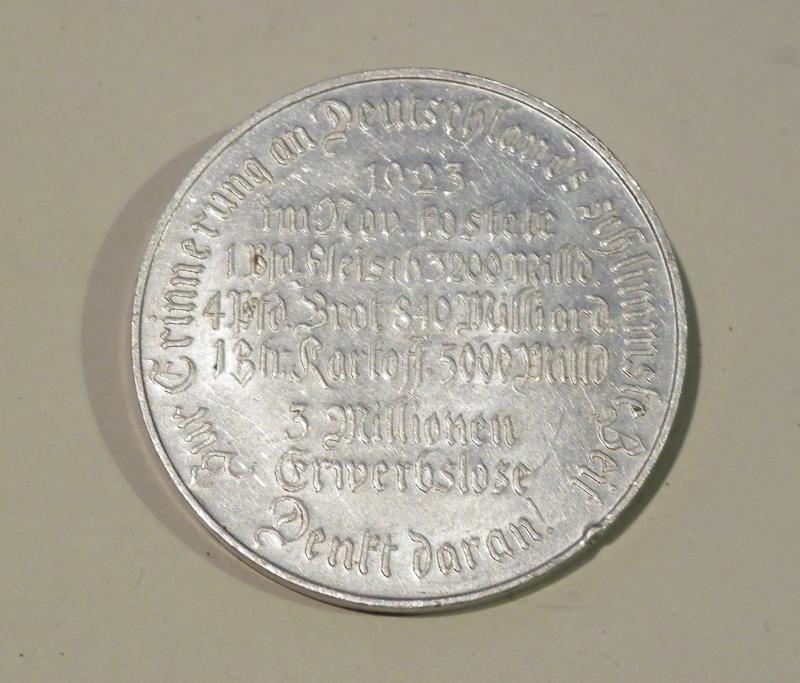 Zur Erinnerung an Deutschlands schlimmste Zeit
1923
im Nov. kostete
1 Pfd. Fleisch 3200 Milld.
4 Pfd. Brot 840 Milliard.
1 Ztr. Kartoff. 5000 Milld.
3 Millionen
Erwerbslose
Denkt daran!